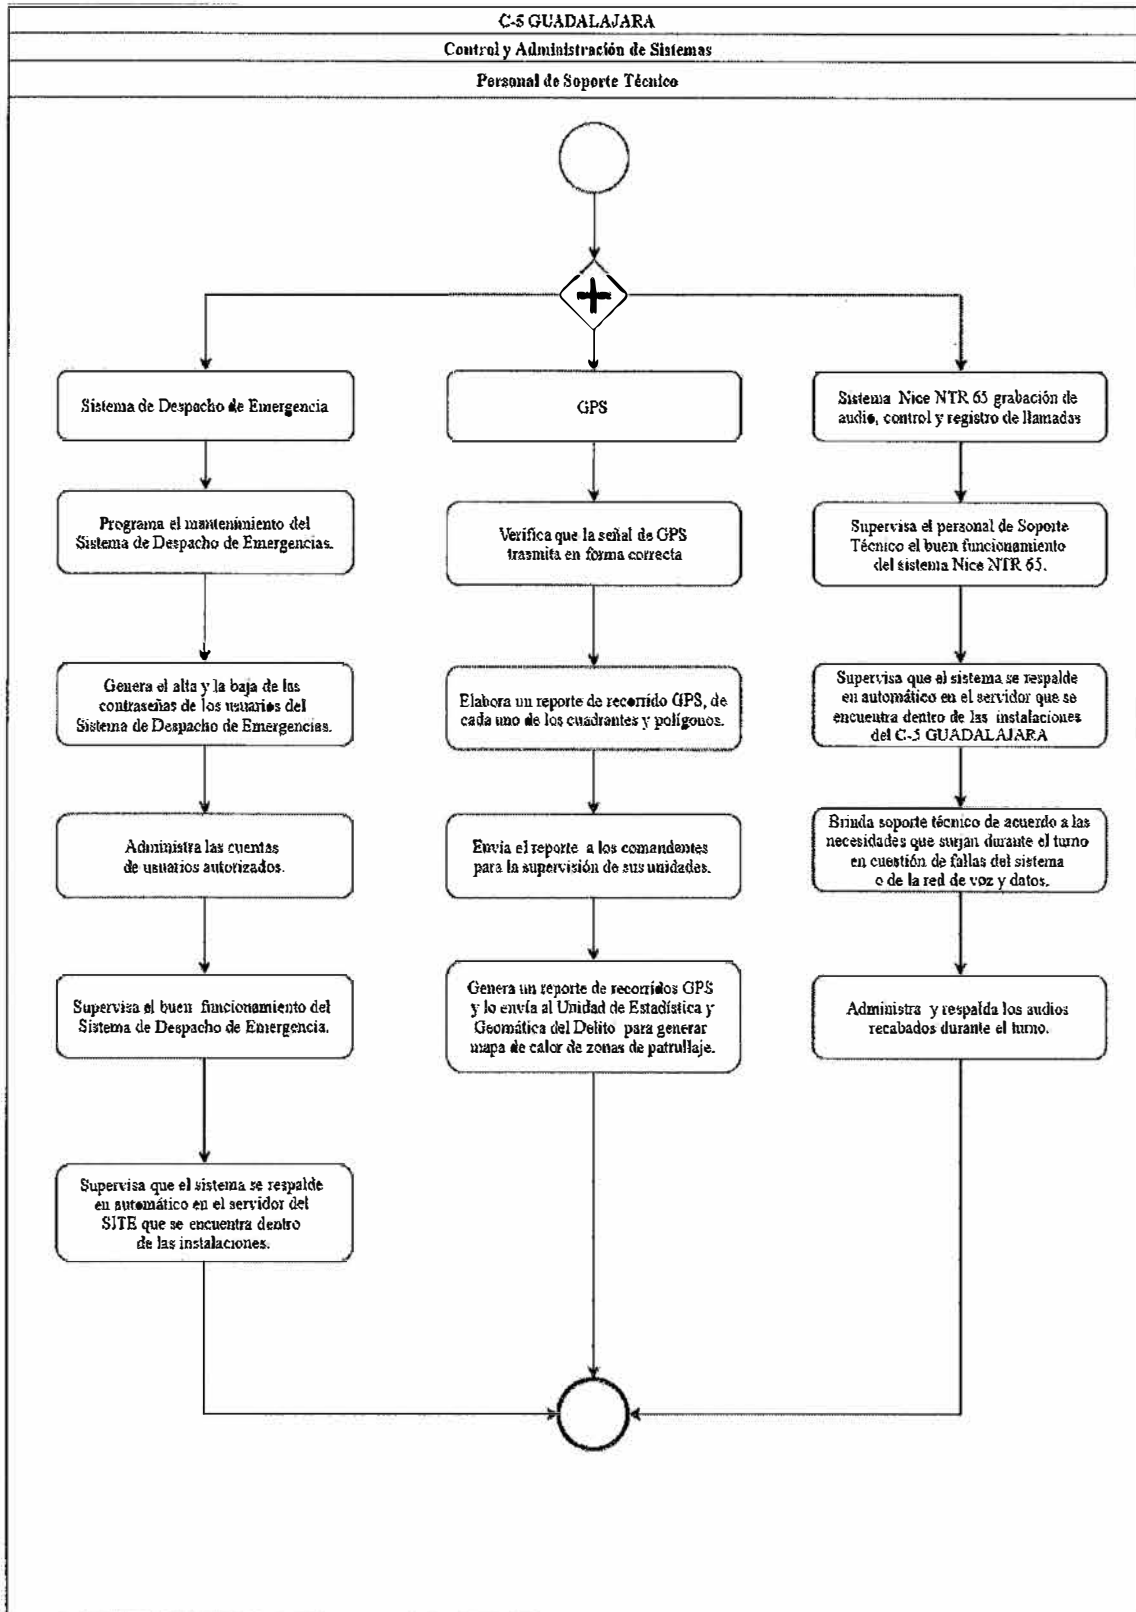 C-5 GUADALAJARA
Control y Administración de Sistemas
Personal de Soporte Técnico
Sistema de Despacho de Emergencia
Programa el mantenimiento del
Sistema de Despacho de Emergencias.
Genera el alta y la baja de las
contraseñas de los usuarios del
Sistema de Despacho de Emergencias.
Administra las cuentas
de usuarios autorizados.
Supervisa el buen funcionamiento del
Sistema de Despacho de Emergencia.
Supervisa que el sistema se respalde
en automático en el servidor del
SITE que se encuentra dentro
de las instalaciones.
GPS
Verifica que la señal de GPS
trasmita en forma correcta
Elabora un reporte de recorrido GPS, de
cada uno de los cuadrantes y polígonos.
Envía el reporte a los comandantes
para la supervisión de sus unidades.
Genera un reporte de recorridos GPS
y lo envía al Unidad de Estadística y
Geomática del Delito para generar
mapa de calor de zonas de patrullaje.
Sistema Nice NTR 65 grabación de
audio, control y registro de llamadas
Supervisa el personal de Soporte
Técnico el buen funcionamiento
del sistema Nice NTR 65.
Supervisa que el sistema se respalde
en automático en el servidor que se
encuentra dentro de las instalaciones
del C-5 GUADALAJARA
Brinda soporte técnico de acuerdo a las
necesidades que surjan durante el turno
en cuestión de fallas del sistema
o de la red de voz y datos.
Administra y respalda los audios
recabados durante el turno.